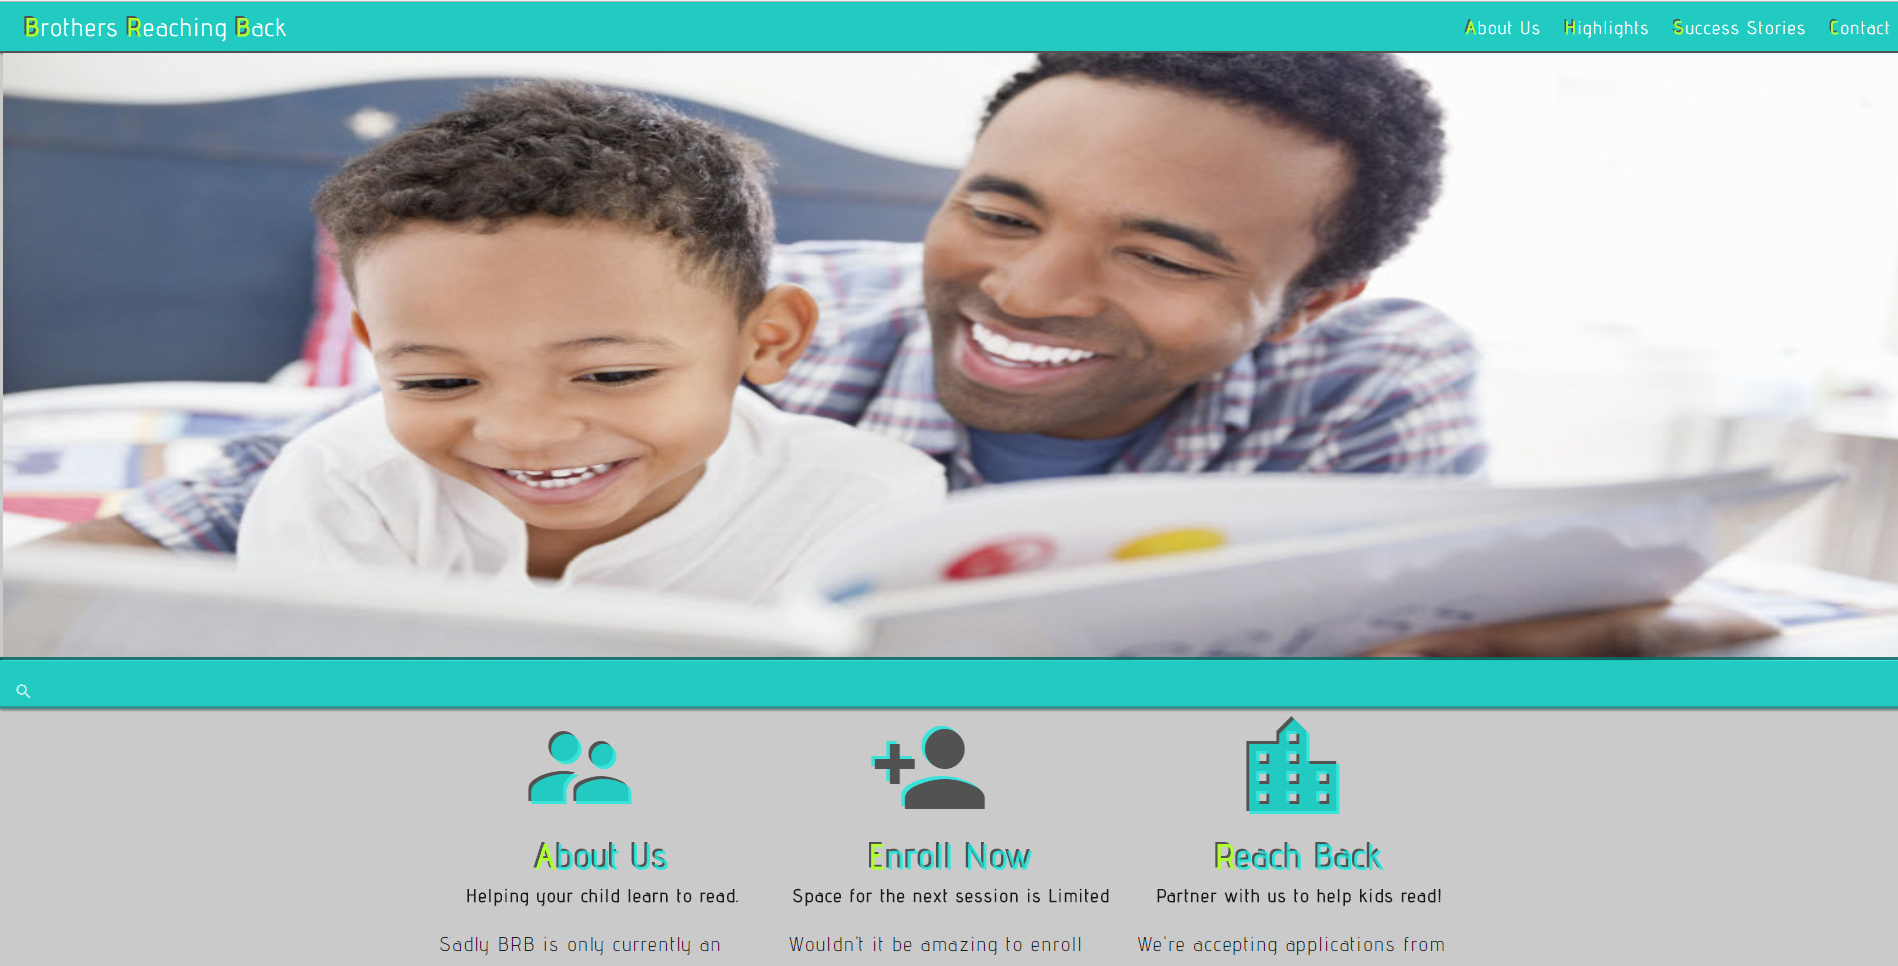 Brothers Reaching Back
About Us Highlights Success Stories Contact
About Us Enroll Now Reach Back
Helping your child learn to read. Space for the next session is Limited Partner with us to help kids read!
Sadly BRB is only currently an Wouldn't it be amazing to enroll We're accepting applications from